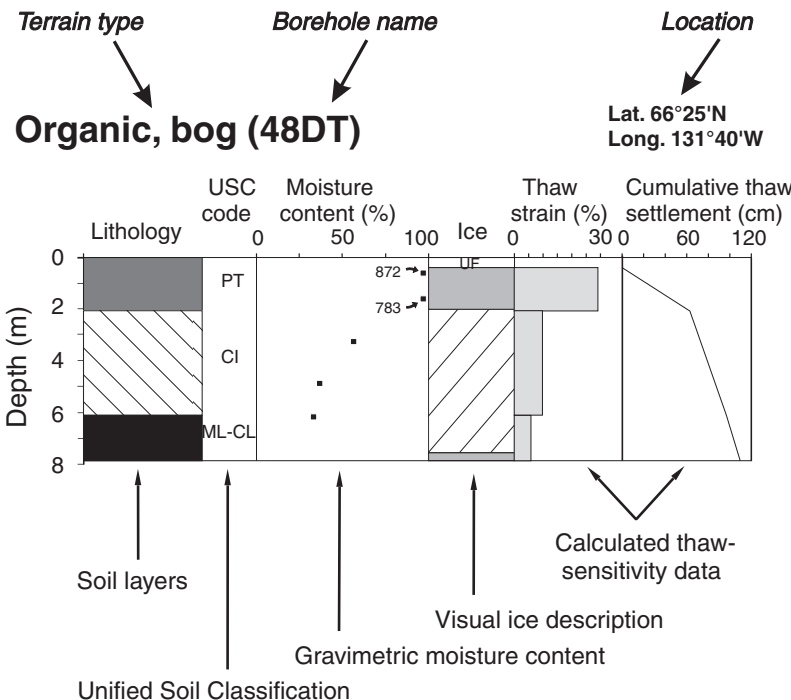 Terrain type
Borehole name
Location
Organic, bog (48DT)
Lat. 66°25'N
Long. 131°40'W
Lithology
USC
code
Moisture
content (%)
Ice
Thaw
strain (%)
Cumulative thaw
settlement (cm)
0 50 100 0 30 0 60 120
Depth (m)
0
2
4
6
8
PT
CI
ML-CL
872
783
UF
Soil layers
Unified Soil Classification
Gravimetric moisture content
Visual ice description
Calculated thaw-
sensitivity data